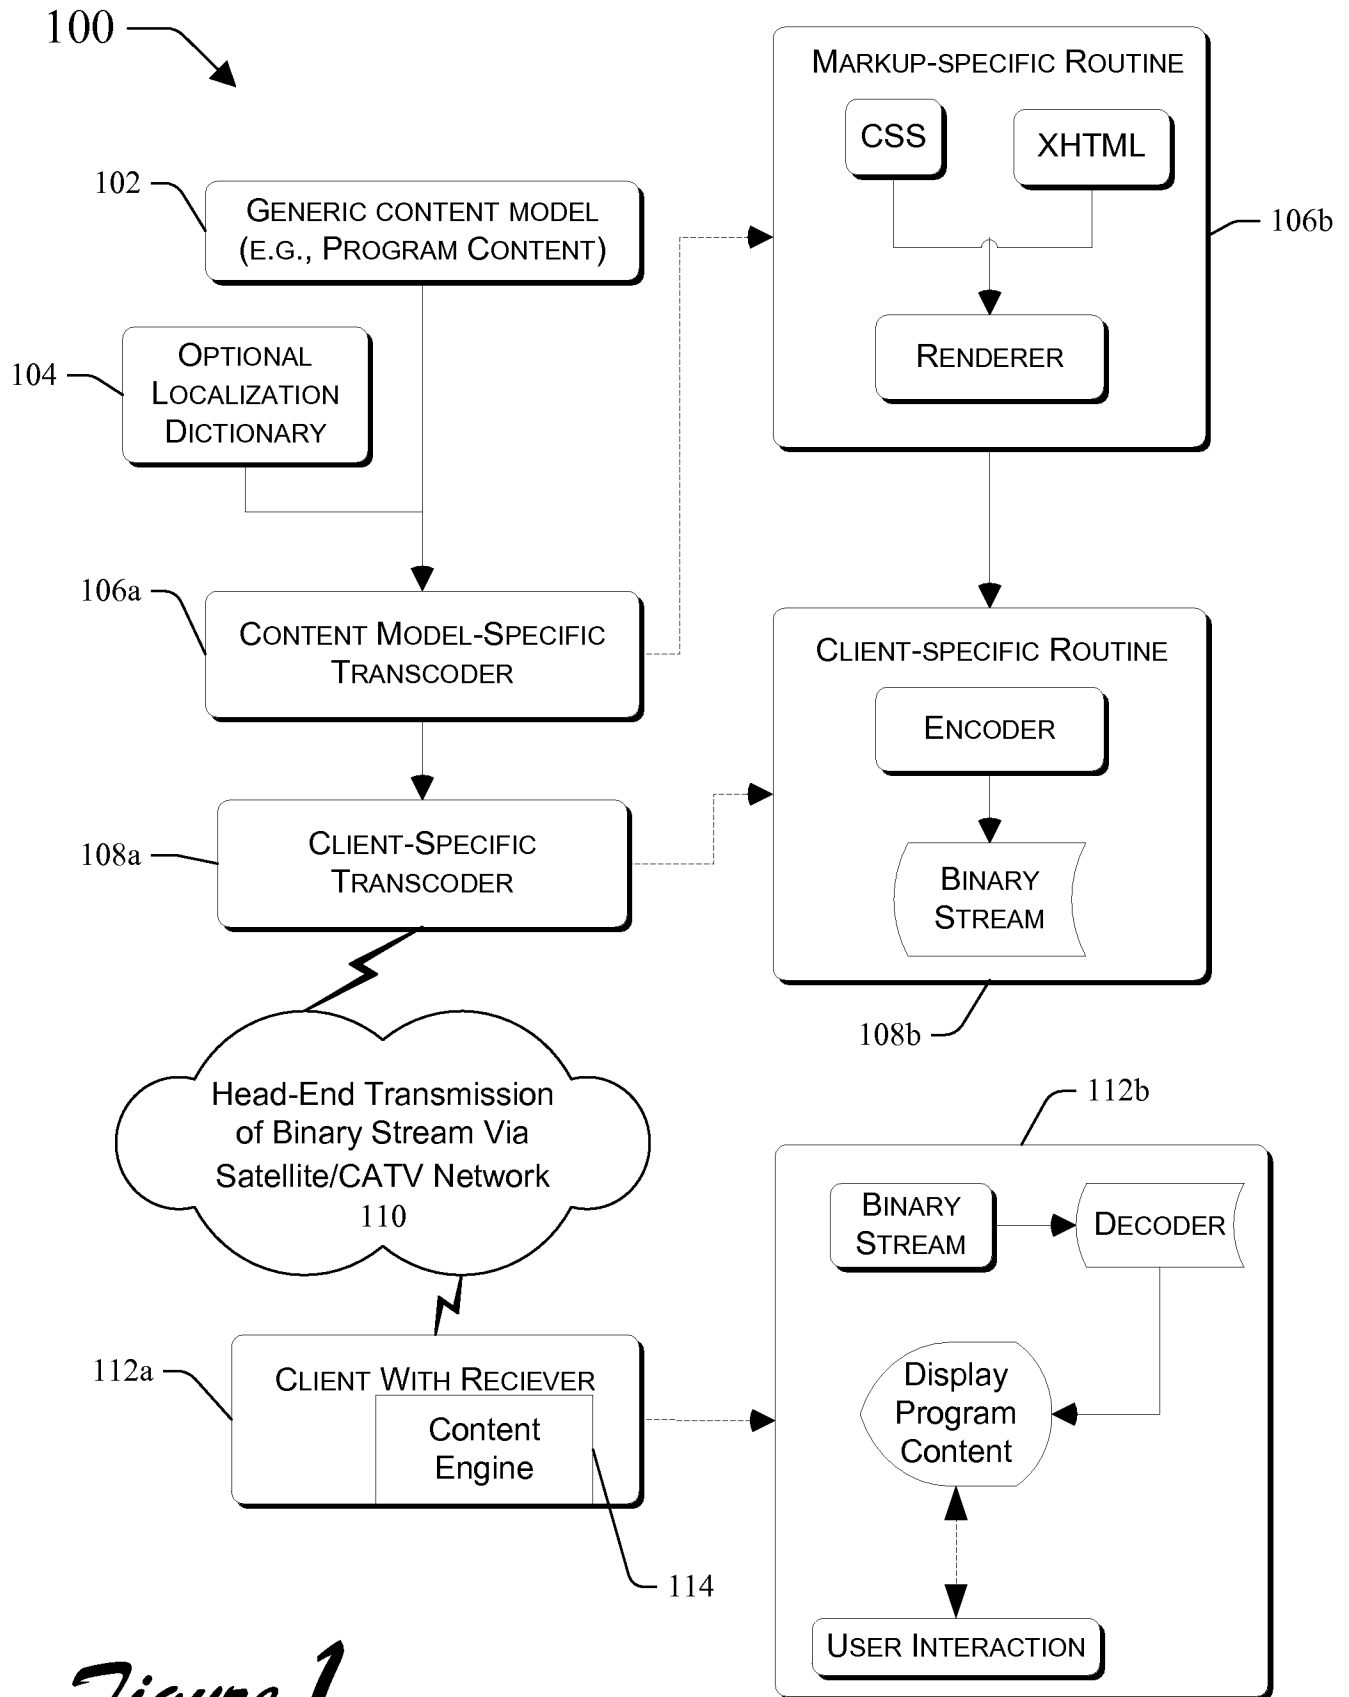 100
MARKUP-SPECIFIC ROUTINE
CSS
XHTML
102
GENERIC CONTENT MODEL
(E.G., PROGRAM CONTENT)
106b
RENDERER
104
OPTIONAL
LOCALIZATION
DICTIONARY
106a
CONTENT MODEL-SPECIFIC
TRANSCODER
CLIENT-SPECIFIC ROUTINE
ENCODER
BINARY
STREAM
108a
CLIENT-SPECIFIC
TRANSCODER
108b
Head-End Transmission
of Binary Stream Via
Satellite/CATV Network
110
112b
BINARY
STREAM
DECODER
112a
CLIENT WITH RECIEVER
Content
Engine
Display
Program
Content
114
USER INTERACTION
Figure 1